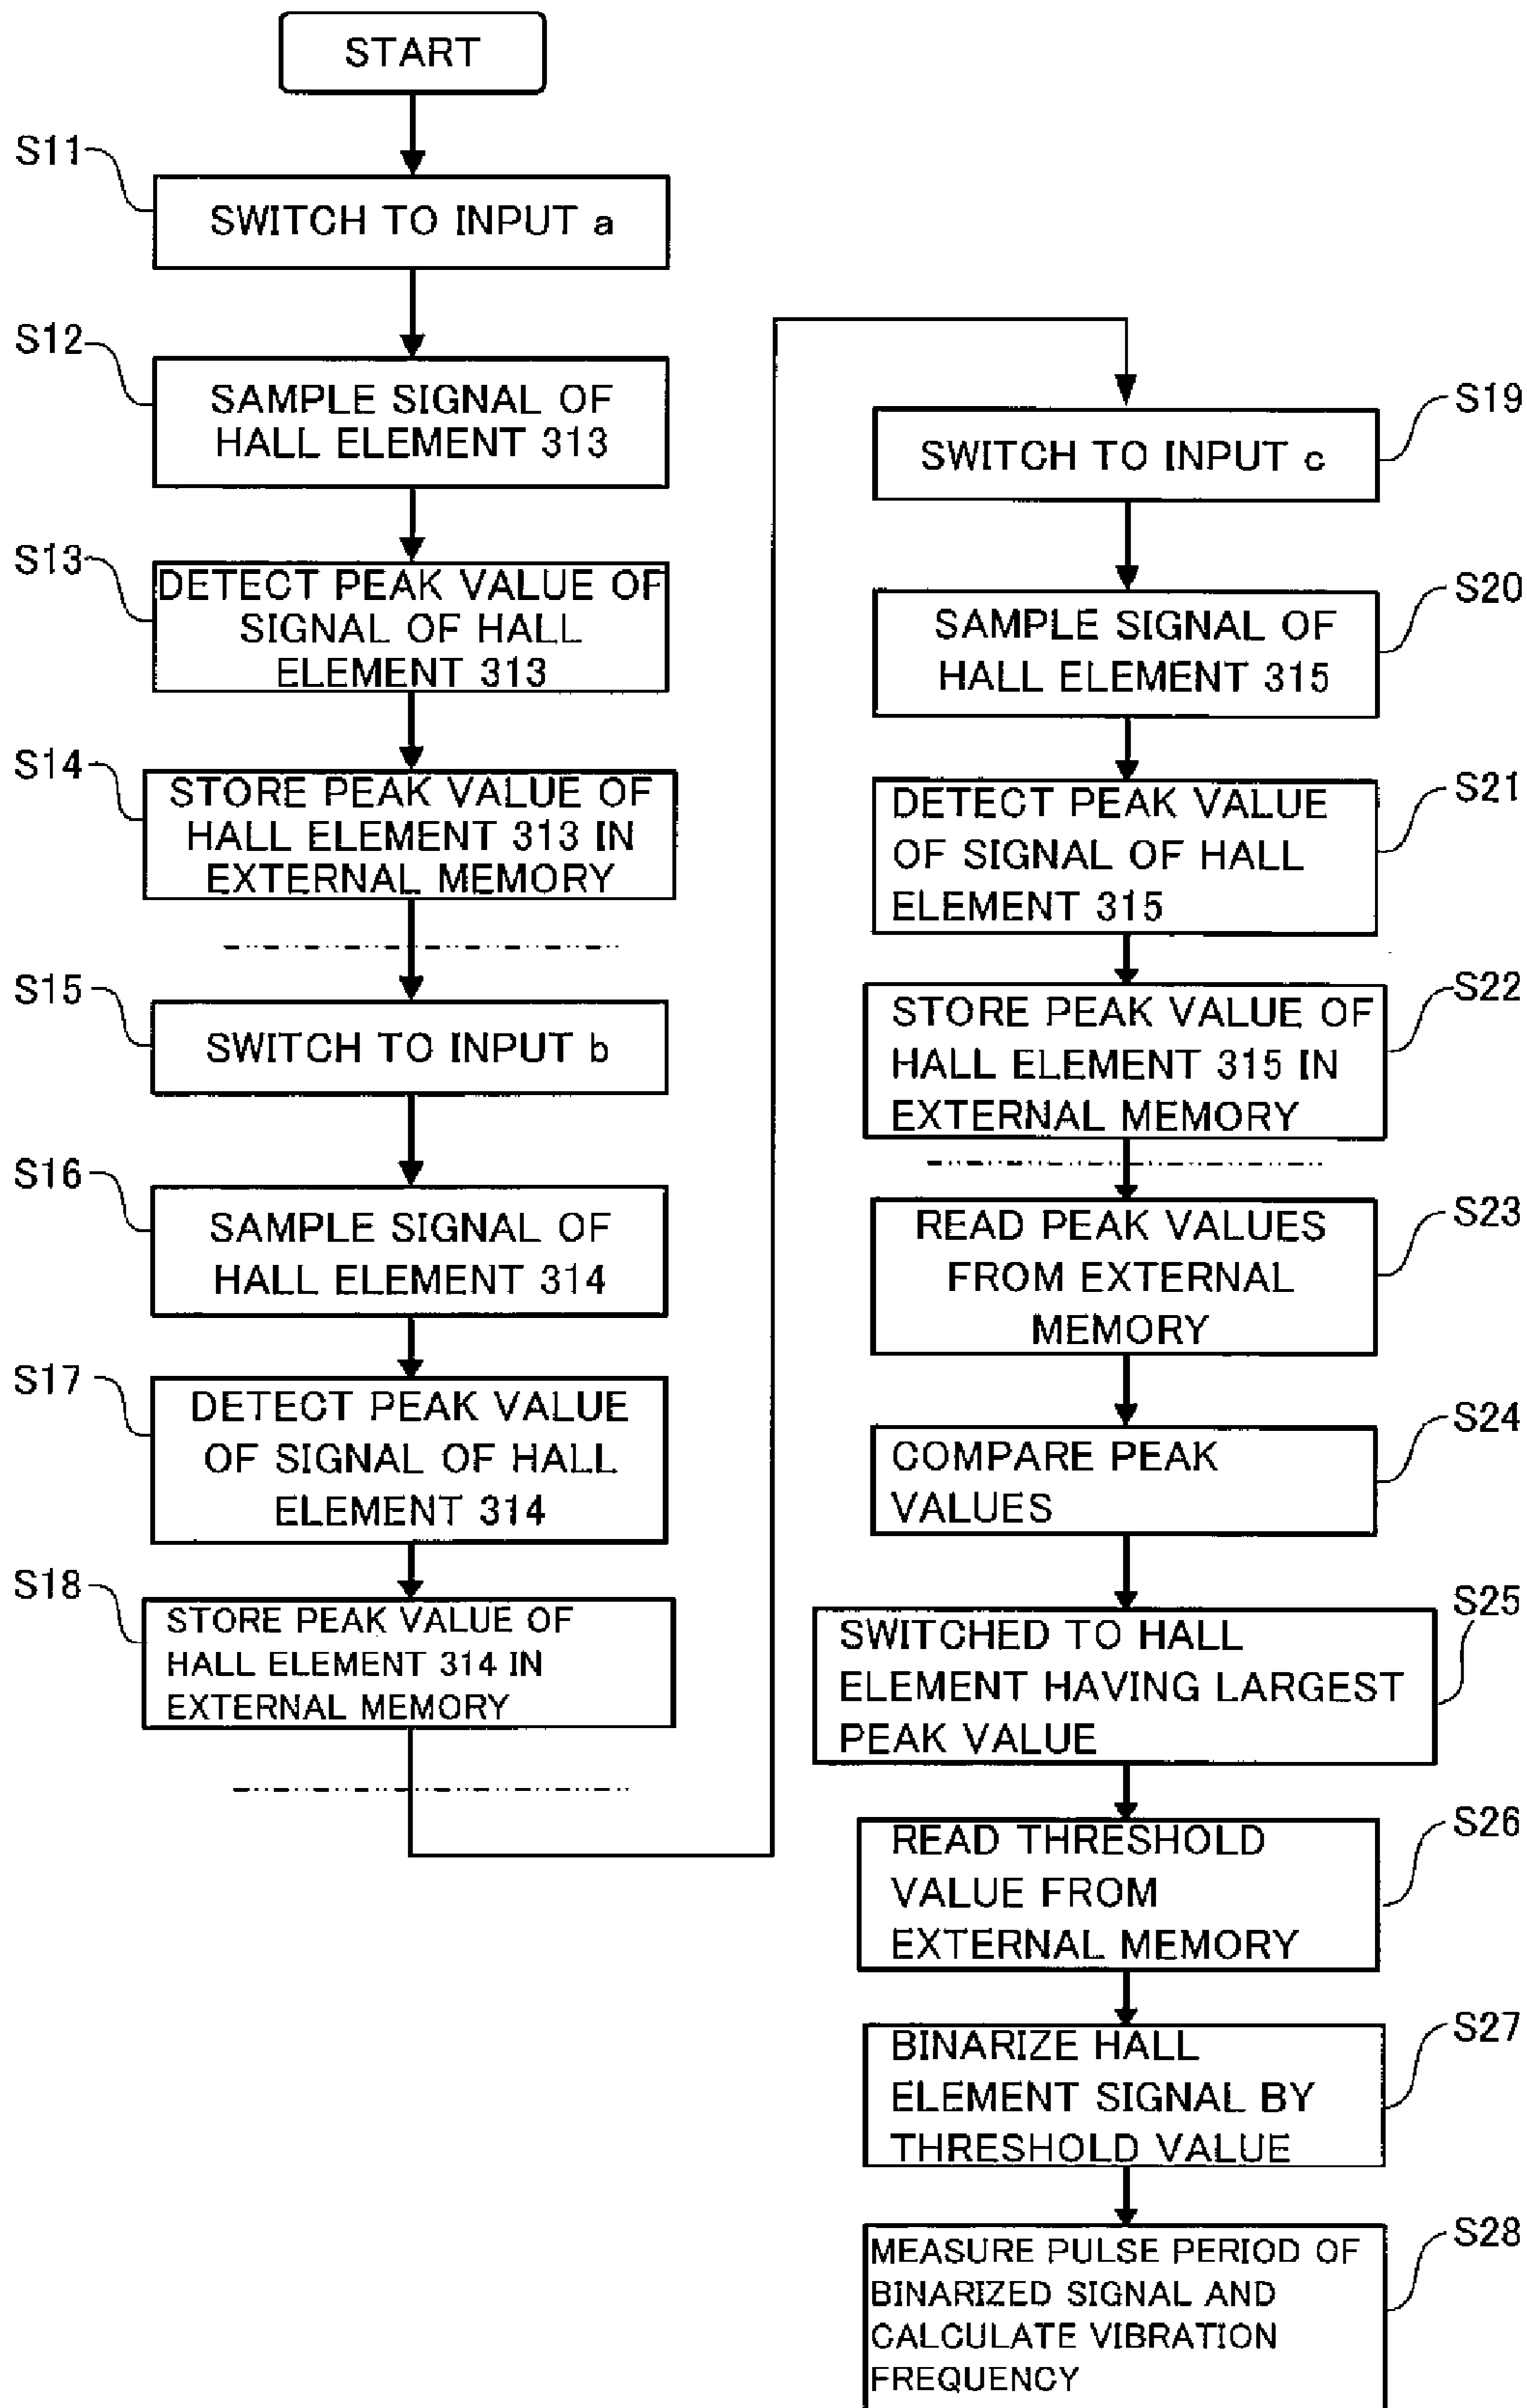 START
S11
SWITCH TO INPUT a
S12
SAMPLE SIGNAL OF
HALL ELEMENT 313
S13
DETECT PEAK VALUE OF
SIGNAL OF HALL
ELEMENT 313
S14
STORE PEAK VALUE OF
HALL ELEMENT 313 IN
EXTERNAL MEMORY
S15
SWITCH TO INPUT b
S16
SAMPLE SIGNAL OF
HALL ELEMENT 314
S17
DETECT PEAK VALUE
OF SIGNAL OF HALL
ELEMENT 314
S18
STORE PEAK VALUE OF
HALL ELEMENT 314 IN
EXTERNAL MEMORY
S19
SWITCH TO INPUT c
S20
SAMPLE SIGNAL OF
HALL ELEMENT 315
S21
DETECT PEAK VALUE
OF SIGNAL OF HALL
ELEMENT 315
S22
STORE PEAK VALUE OF
HALL ELEMENT 315 IN
EXTERNAL MEMORY
S23
READ PEAK VALUES
FROM EXTERNAL
MEMORY
S24
COMPARE PEAK
VALUES
S25
SWITCHED TO HALL
ELEMENT HAVING LARGEST
PEAK VALUE
S26
READ THRESHOLD
VALUE FROM
EXTERNAL MEMORY
S27
BINARIZE HALL
ELEMENT SIGNAL BY
THRESHOLD VALUE
S28
MEASURE PULSE PERIOD OF
BINARIZED SIGNAL AND
CALCULATE VIBRATION
FREQUENCY